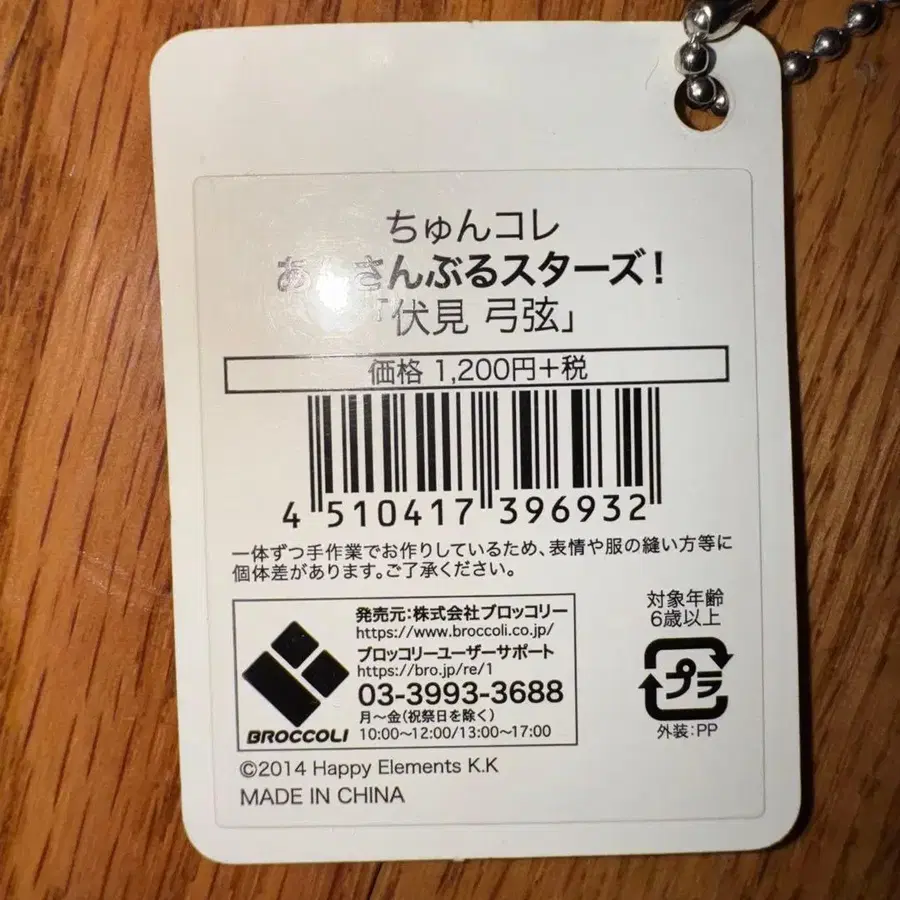 ちゅんコレ
あんさんぶるスターズ!
「伏見 弓弦」
価格 1,200円+税
4 510417 396932
一体ずつ手作業でお作りしているため、表情や服の縫い方等に
個体差があります。ご了承ください。
発売元:株式会社ブロッコリー
https://www.broccoli.co.jp/
ブロッコリーユーザーサポート
https://bro.jp/re/1
03-3993-3688
月〜金(祝祭日を除く)
10:00〜12:00/13:00〜17:00
BROCCOLI
対象年齢
6歳以上
プラ
外装:PP
©2014 Happy Elements K.K
MADE IN CHINA